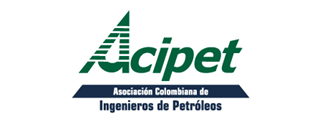 Acipet
Asociación Colombiana de
Ingenieros de Petróleos